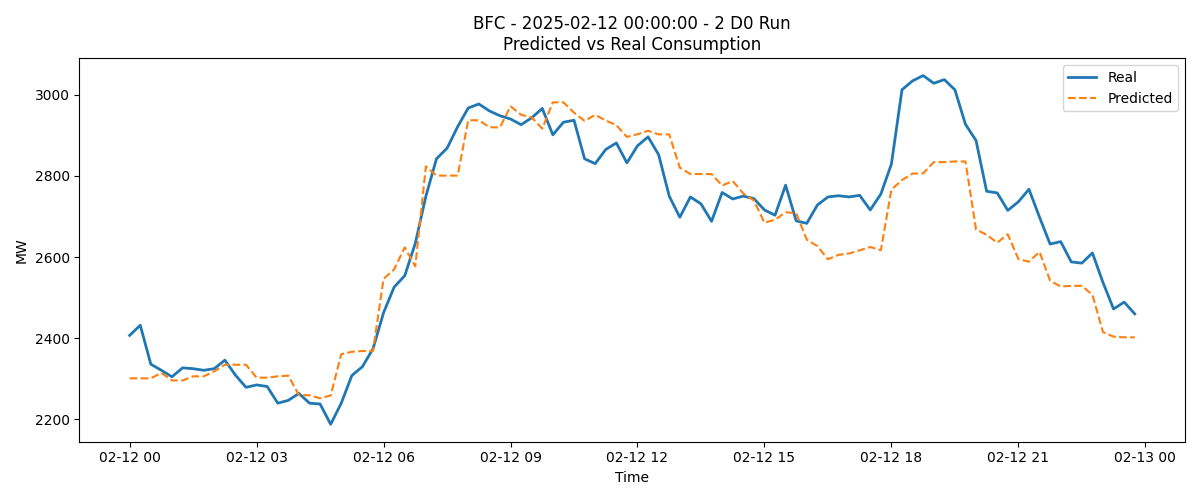 BFC - 2025-02-12 00:00:00 - 2 D0 Run
Predicted vs Real Consumption
Real
Predicted
MW
3000
2800
2600
2400
2200
02-12 00 02-12 03 02-12 06 02-12 09 02-12 12 02-12 15 02-12 18 02-12 21 02-13 00
Time